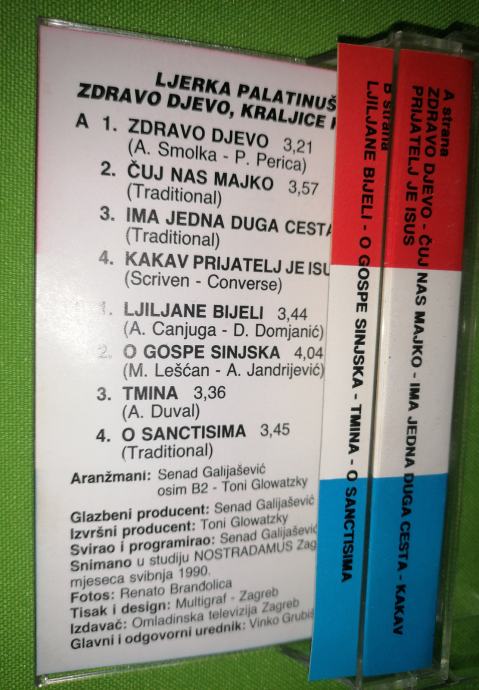 LJERKA PALATINUŠ
ZDRAVO DJEVO, KRALJICE
A 1. ZDRAVO DJEVO 3,21
(A. Smolka - P. Perica)
2. ČUJ NAS MAJKO 3,57
(Traditional)
3. IMA JEDNA DUGA CESTA
(Traditional)
4. KAKAV PRIJATELJ JE ISU
(Scriven - Converse)
1. LJILJANE BIJELI 3,44
(A. Canjuga - D. Domjanić)
2. O GOSPE SINJSKA 4,04
(M. Lešćan - A. Jandrijević)
3. TMINA 3,36
(A. Duval)
4. O SANCTISIMA 3,45
(Traditional)
Aranžmani: Senad Galijašević
osim B2 - Toni Glowatzky
Glazbeni producent: Senad Galijašević
Izvršni producent: Toni Glowatzky
Svirao i programirao: Senad Galijašević
Snimano u studiju NOSTRADAMUS Zag
mjeseca svibnja 1990.
Fotos: Renato Branđolica
Tisak i design: Multigraf - Zagreb
Izdavač: Omladinska televizija Zagreb
Glavni i odgovorni urednik: Vinko Grubiš
A strana
ZDRAVO DJEVO - ČUJ NAS MAJKO - IMA JEDNA DUGA CESTA - KAKAV
PRIJATELJ JE ISUS
B strana
LJILJANE BIJELI - O GOSPE SINJSKA - TMINA - O SANCTISIMA